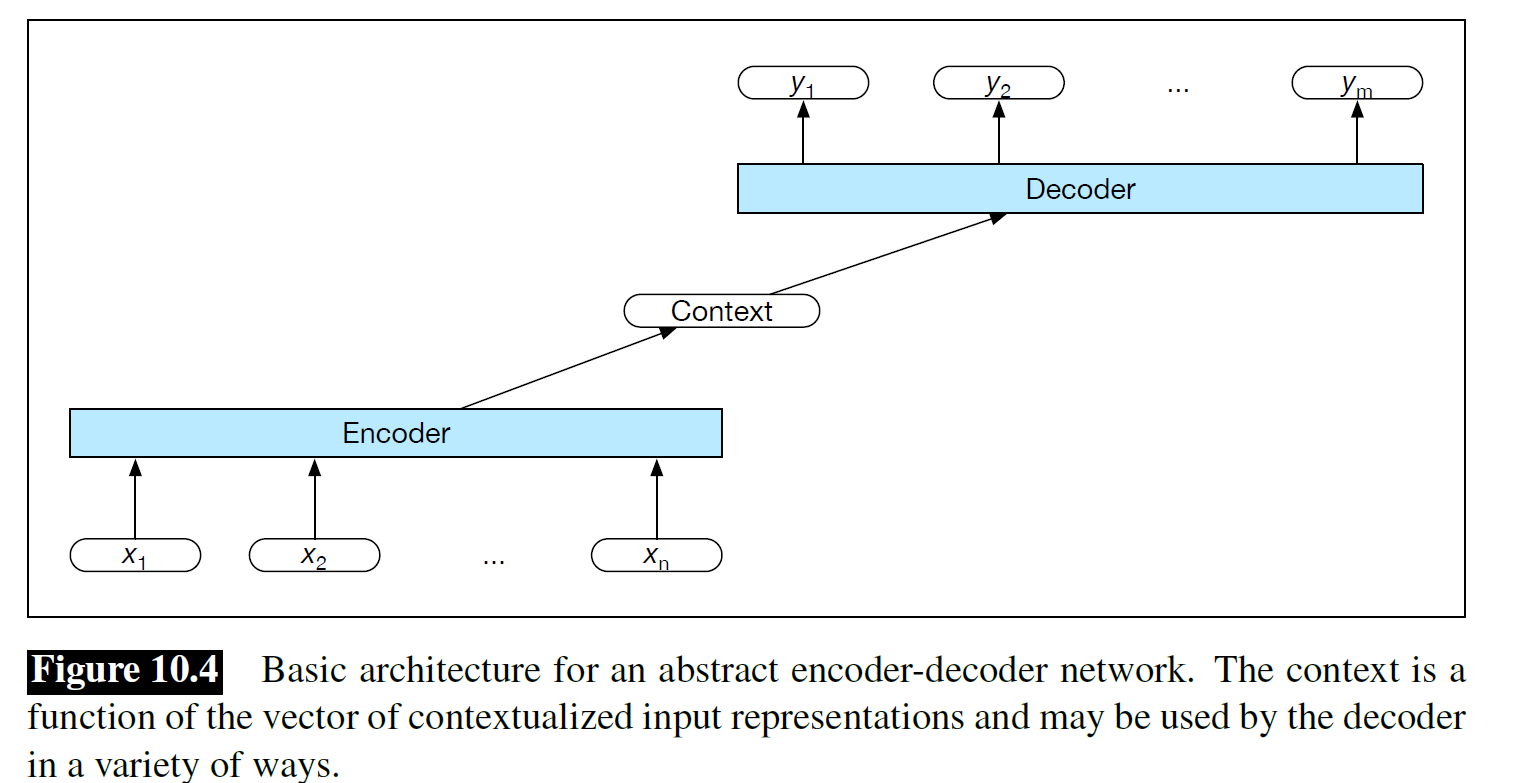 y1 y2 ... ym
Decoder
Context
Encoder
x1 x2 ... xn
Figure 10.4 Basic architecture for an abstract encoder-decoder network. The context is a
function of the vector of contextualized input representations and may be used by the decoder
in a variety of ways.